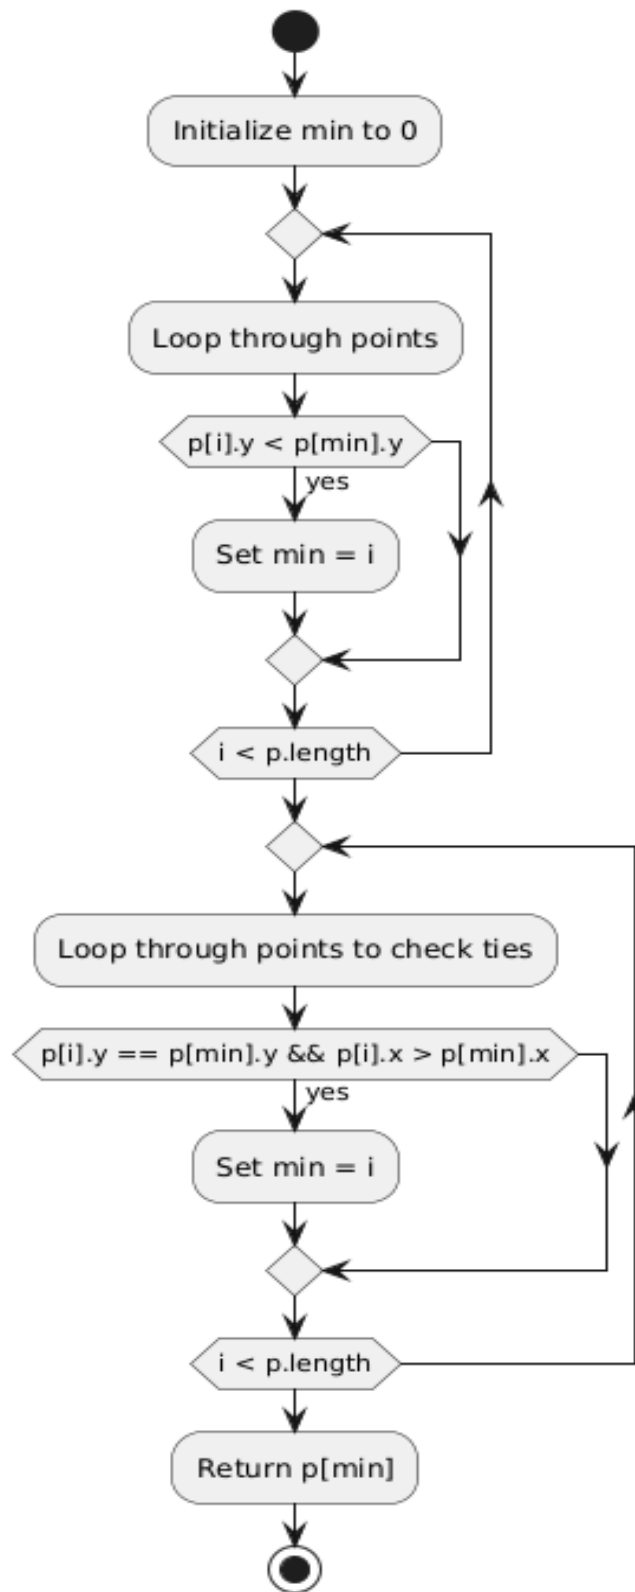 Initialize min to 0
Loop through points
p[i].y < p[min].y
yes
Set min = i
i < p.length
Loop through points to check ties
p[i].y == p[min].y && p[i].x > p[min].x
yes
Set min = i
i < p.length
Return p[min]